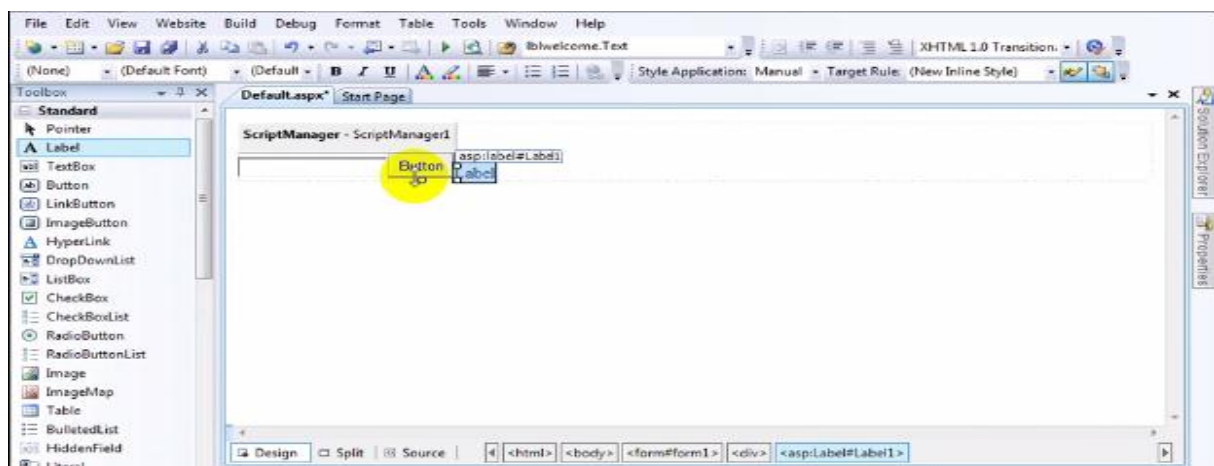 File Edit View Website Build Debug Format Table Tools Window Help
lblwelcome.Text XHTML 1.0 Transition
(None) (Default Font) (Default B I U A Style Application: Manual Target Rule: (New Inline Style)
Toolbox
Default.aspx* Start Page
Standard
Pointer
A Label
TextBox
Button
LinkButton
ImageButton
A HyperLink
DropDownList
ListBox
CheckBox
CheckBoxList
RadioButton
RadioButtonList
Image
ImageMap
Table
BulletedList
HiddenField
ScriptManager - ScriptManager1
asp:label#Label1
Button
Label
Design Split Source <html> <body> <form#form1> <div> <asp:Label#Label1>
Solution Explorer
Properties